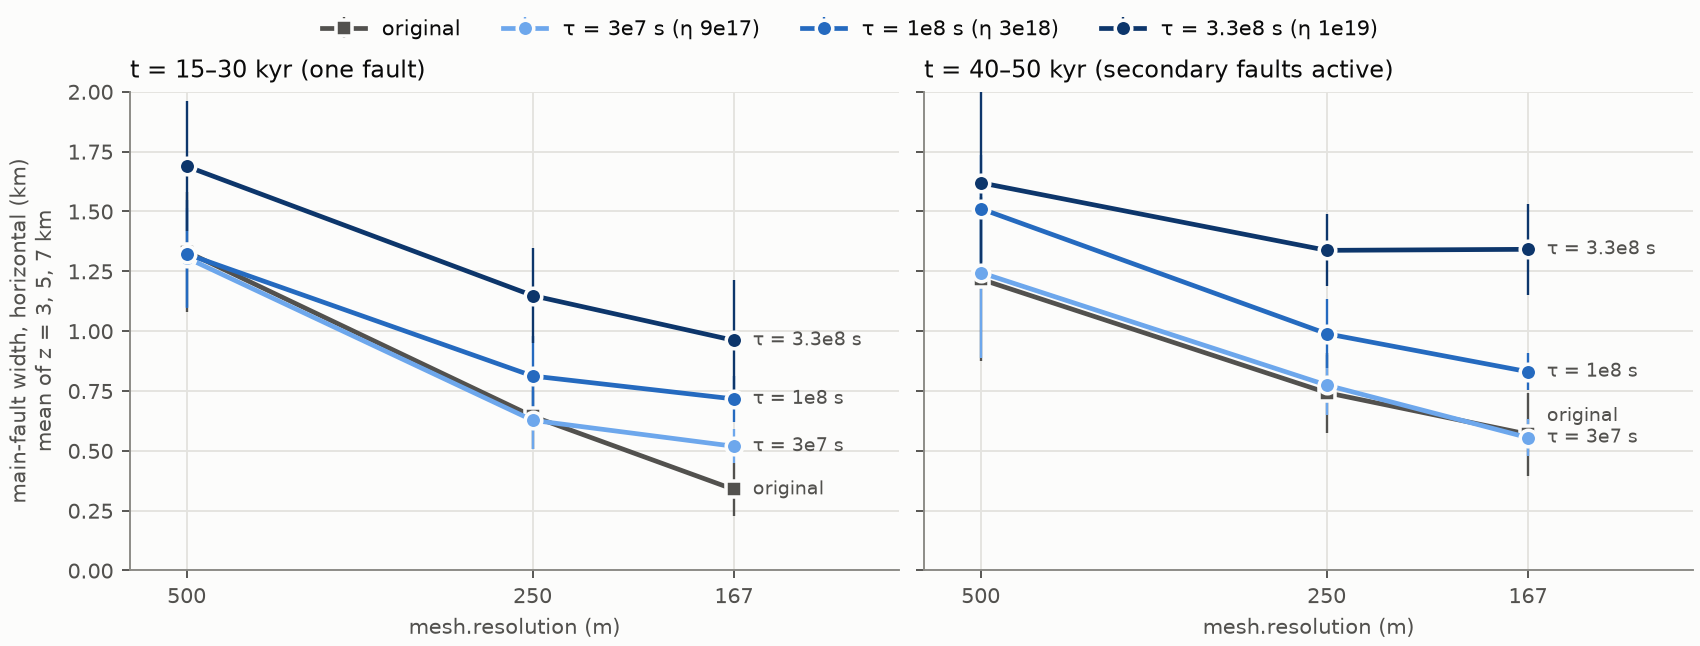 original τ = 3e7 s (η 9e17) τ = 1e8 s (η 3e18) τ = 3.3e8 s (η 1e19)
t = 15–30 kyr (one fault)
t = 40–50 kyr (secondary faults active)
main-fault width, horizontal (km)
mean of z = 3, 5, 7 km
2.00
1.75
1.50
1.25
1.00
0.75
0.50
0.25
0.00
τ = 3.3e8 s
τ = 1e8 s
τ = 3e7 s
original
500 250 167
mesh.resolution (m)
τ = 3.3e8 s
τ = 1e8 s
original
τ = 3e7 s
500 250 167
mesh.resolution (m)